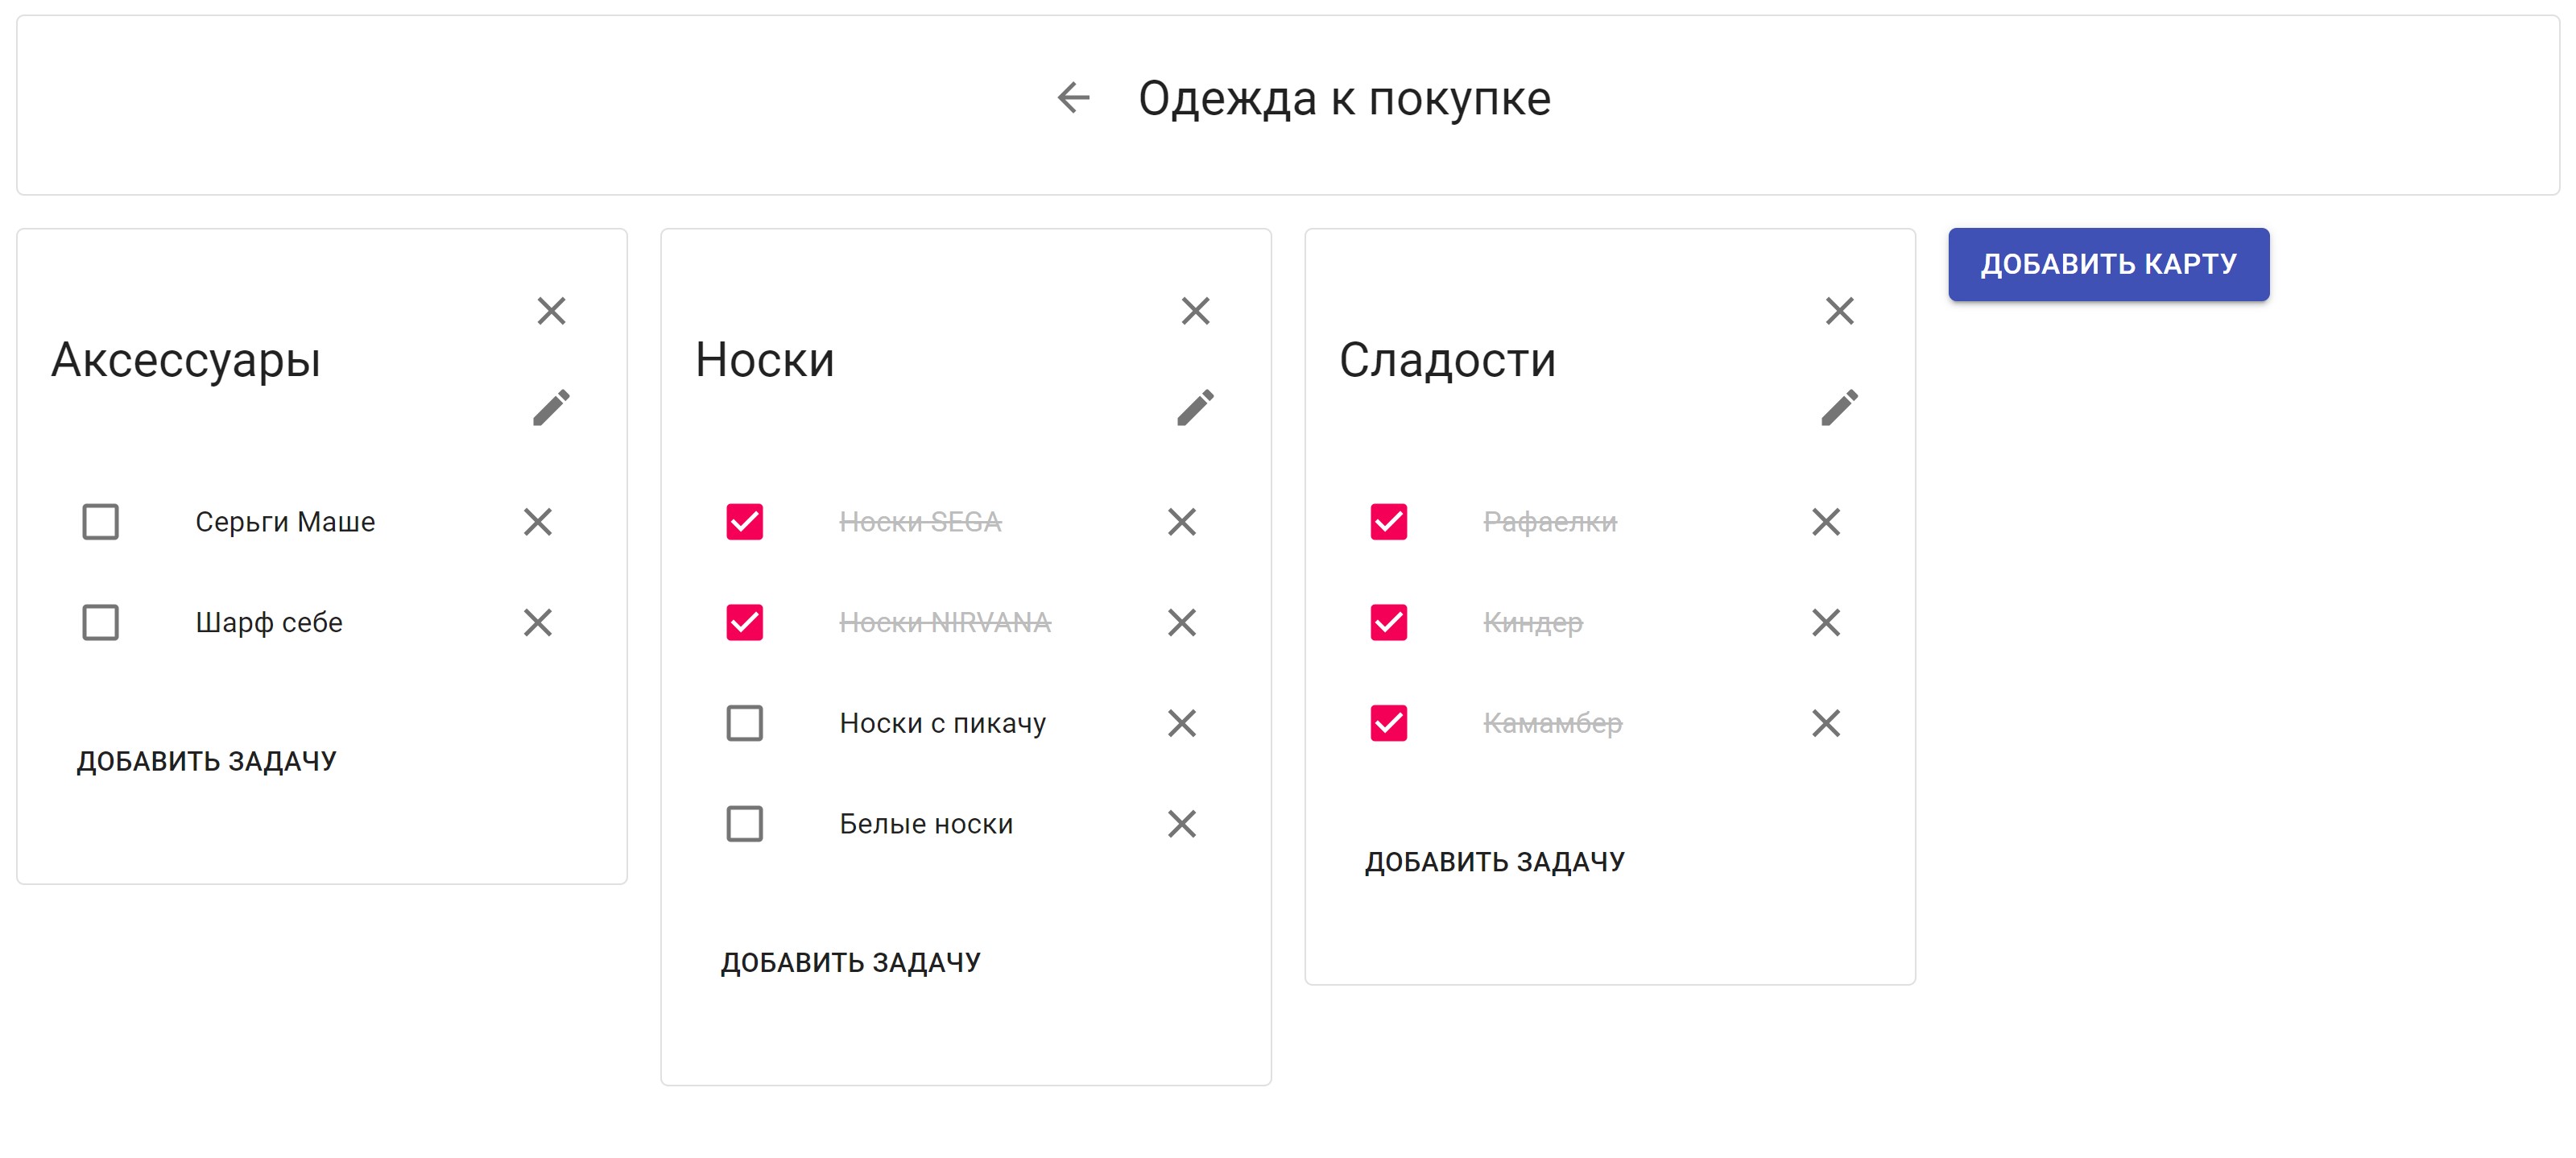 Одежда к покупке
Аксессуары
Серьги Маше
Шарф себе
ДОБАВИТЬ ЗАДАЧУ
Носки
Носки SEGA
Носки NIRVANA
Носки с пикачу
Белые носки
ДОБАВИТЬ ЗАДАЧУ
Сладости
Рафаелки
Киндер
Камамбер
ДОБАВИТЬ ЗАДАЧУ
ДОБАВИТЬ КАРТУ